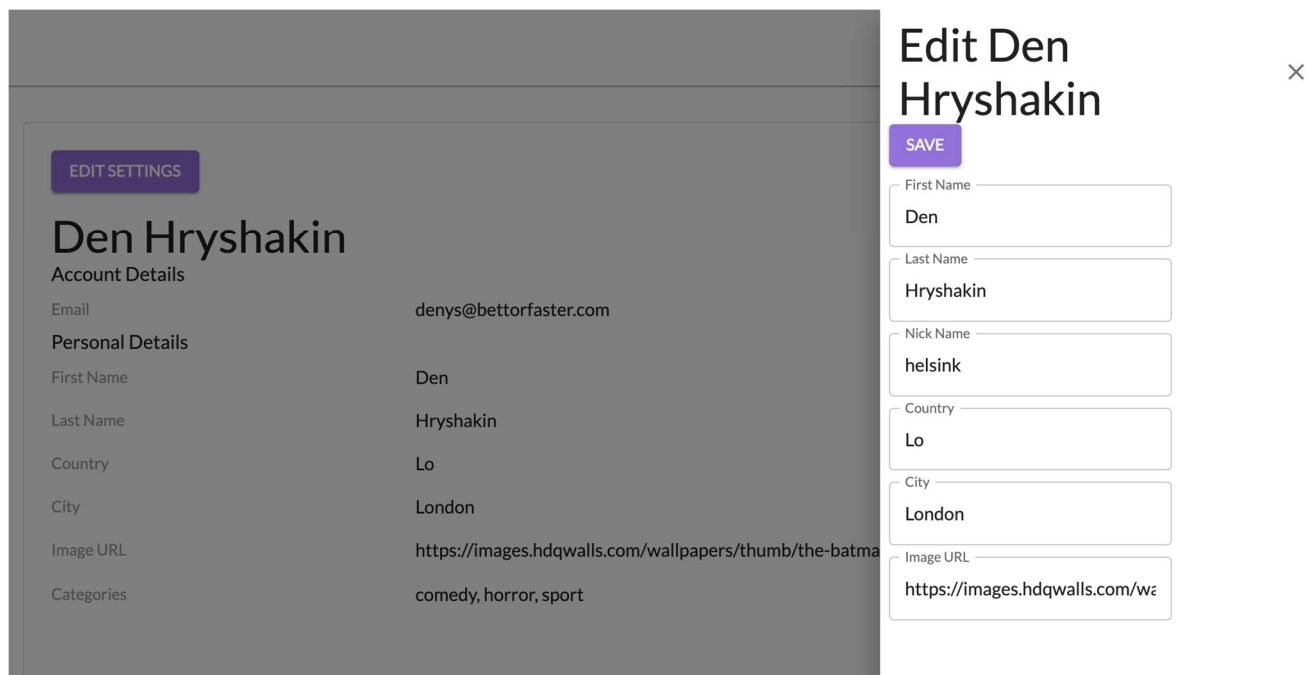 EDIT SETTINGS
Den Hryshakin
Account Details
Email denys@bettorfaster.com
Personal Details
First Name Den
Last Name Hryshakin
Country Lo
City London
Image URL https://images.hdqwalls.com/wallpapers/thumb/the-batma
Categories comedy, horror, sport
Edit Den
Hryshakin
SAVE
First Name
Den
Last Name
Hryshakin
Nick Name
helsink
Country
Lo
City
London
Image URL
https://images.hdqwalls.com/wa